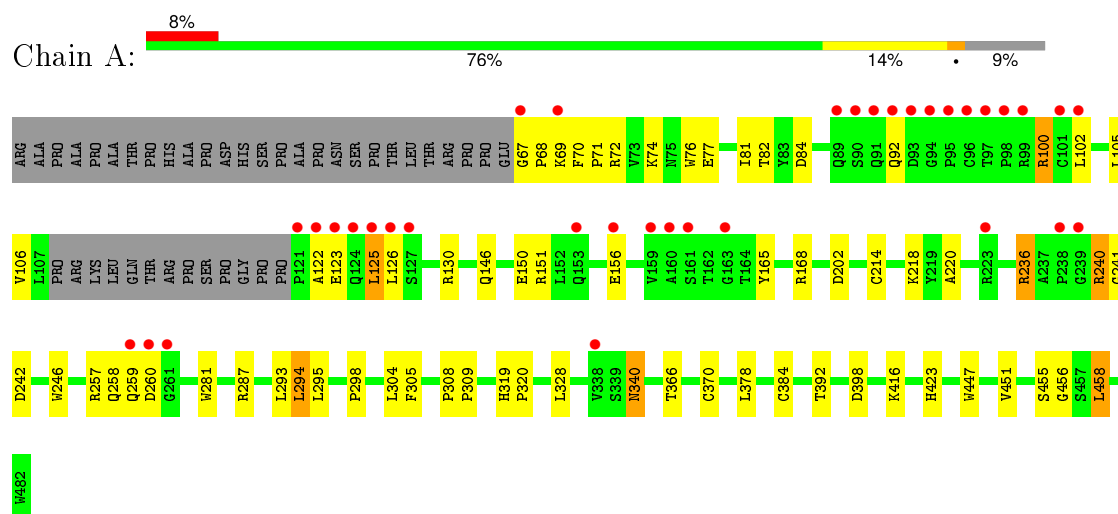 8%
Chain A:
76% 14% • 9%
ARG ALA PRO ALA PRO ALA THR PRO HIS ALA PRO ASP HIS SER PRO ALA PRO ASN SER PRO THR LEU THR ARG PRO PRO GLU G67 P68 K69 F70 P71 R72 V73 K74 N75 W76 E77 I81 T82 Y83 D84 Q89 S90 Q91 Q92 D93 G94 P95 C96 T97 P98 R99 R100 C101 L102 L105
V106 L107 PRO ARG LYS LEU GLN THR ARG PRO SER PRO GLY PRO PRO P121 A122 E123 Q124 L125 L126 S127 R130 Q146 E150 R151 L152 Q153 E156 V159 A160 S161 T162 G163 T164 Y165 R168 D202 C214 K218 Y219 A220 R223 R236 A237 P238 G239 R240 G241
D242 W246 R257 Q258 Q259 D260 G261 W281 R287 L293 L294 L295 P298 L304 F305 P308 P309 H319 P320 L328 V338 S339 N340 T366 C370 L378 C384 T392 D398 K416 H423 W447 V451 S455 G456 S457 L458
W482